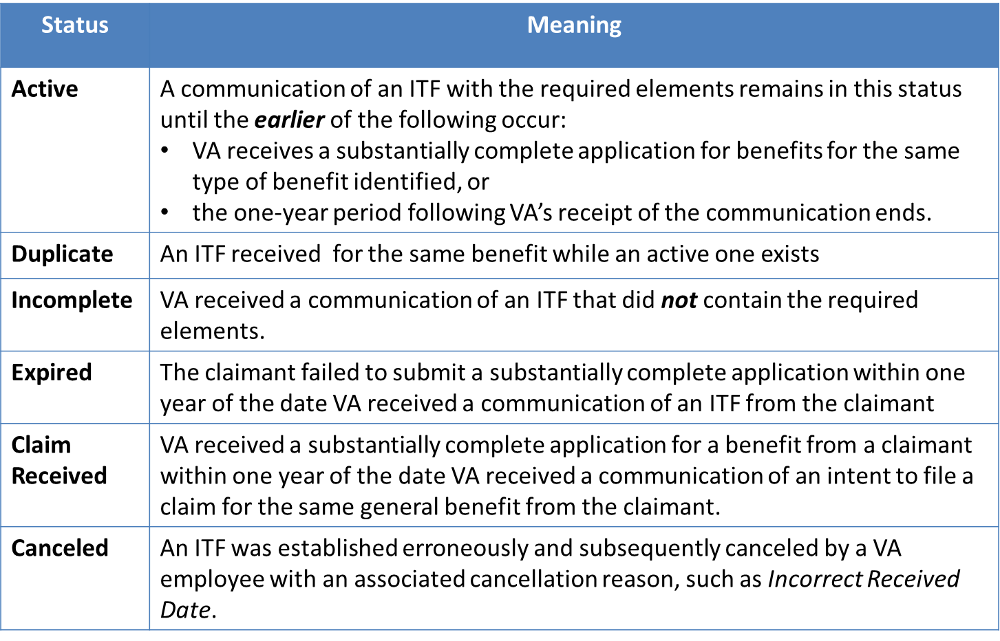 Status
Meaning
Active
A communication of an ITF with the required elements remains in this status
until the earlier of the following occur:
• VA receives a substantially complete application for benefits for the same
type of benefit identified, or
• the one-year period following VA’s receipt of the communication ends.
Duplicate
An ITF received  for the same benefit while an active one exists
Incomplete
VA received a communication of an ITF that did not contain the required
elements.
Expired
The claimant failed to submit a substantially complete application within one
year of the date VA received a communication of an ITF from the claimant
Claim
Received
VA received a substantially complete application for a benefit from a claimant
within one year of the date VA received a communication of an intent to file a
claim for the same general benefit from the claimant.
Canceled
An ITF was established erroneously and subsequently canceled by a VA
employee with an associated cancellation reason, such as Incorrect Received
Date.